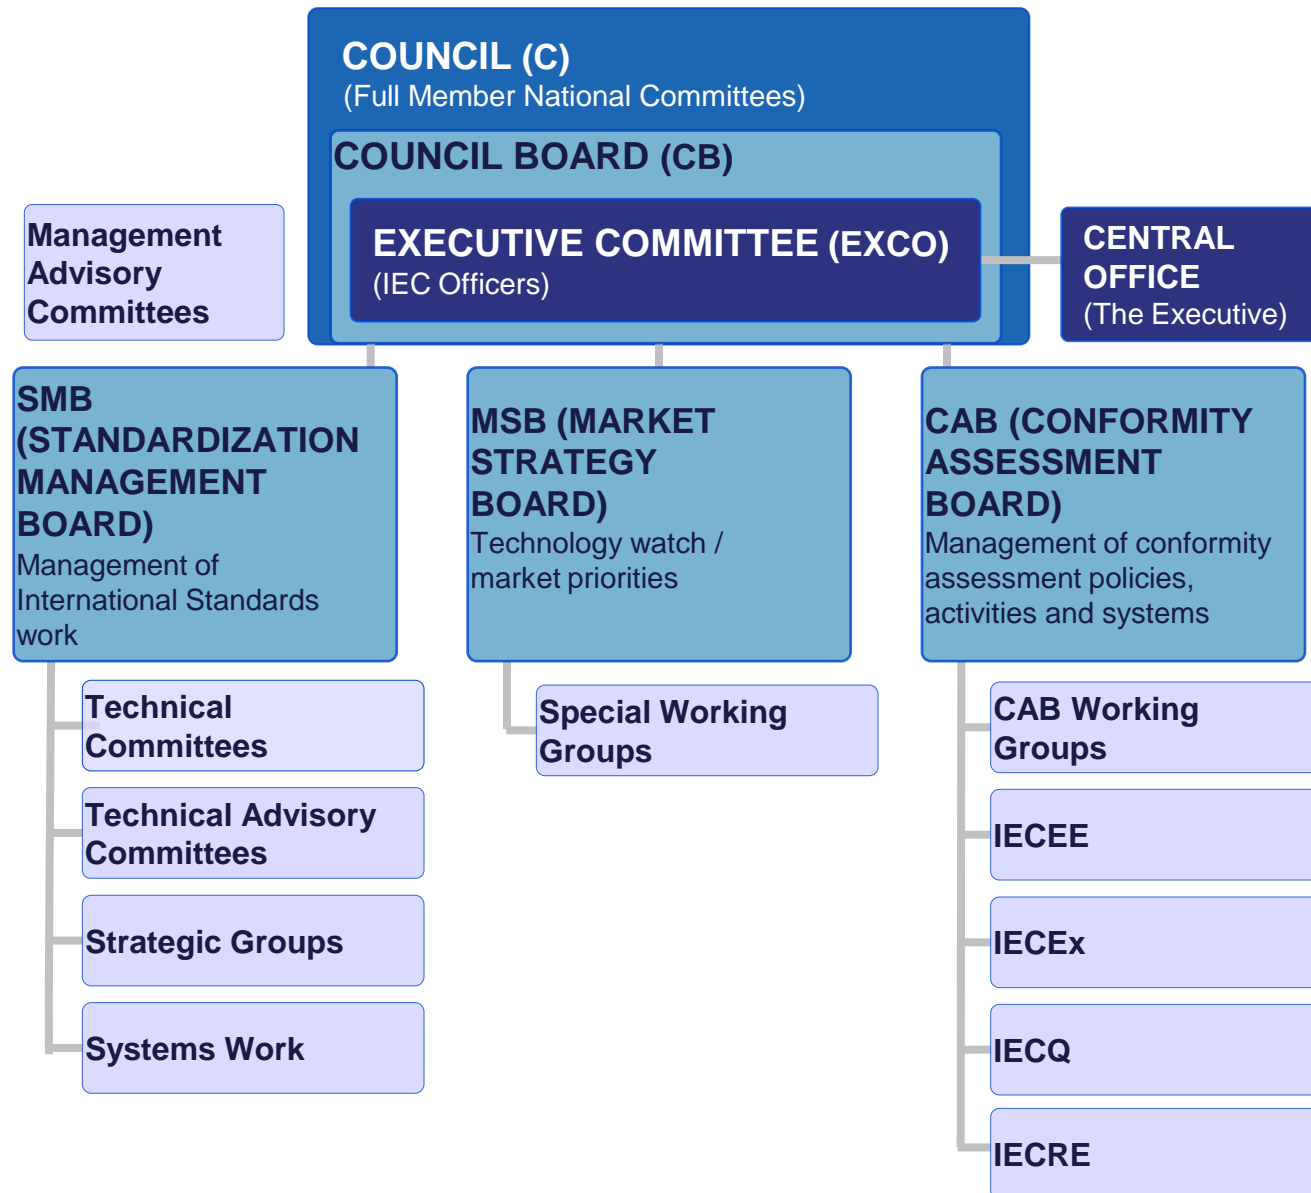 COUNCIL (C)
(Full Member National Committees)
COUNCIL BOARD (CB)
EXECUTIVE COMMITTEE (EXCO)
(IEC Officers)
Management
Advisory
Committees
CENTRAL
OFFICE
(The Executive)
SMB
(STANDARDIZATION
MANAGEMENT
BOARD)
Management of
International Standards
work
MSB (MARKET
STRATEGY
BOARD)
Technology watch /
market priorities
CAB (CONFORMITY
ASSESSMENT
BOARD)
Management of conformity
assessment policies,
activities and systems
Technical
Committees
Technical Advisory
Committees
Strategic Groups
Systems Work
Special Working
Groups
CAB Working
Groups
IECEE
IECEx
IECQ
IECRE